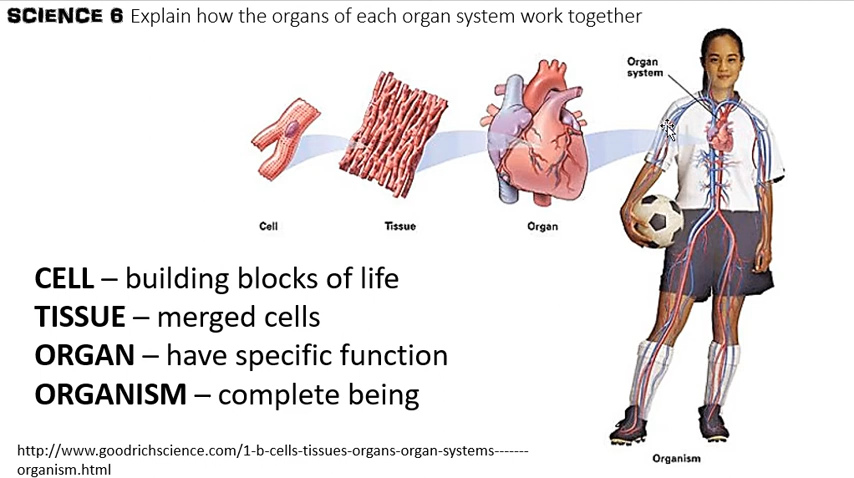 SCIENCE 6 Explain how the organs of each organ system work together
Organ
system
Cell
Tissue
Organ
CELL – building blocks of life
TISSUE – merged cells
ORGAN – have specific function
ORGANISM – complete being
http://www.goodrichscience.com/1-b-cells-tissues-organs-organ-systems-------
organism.html
Organism